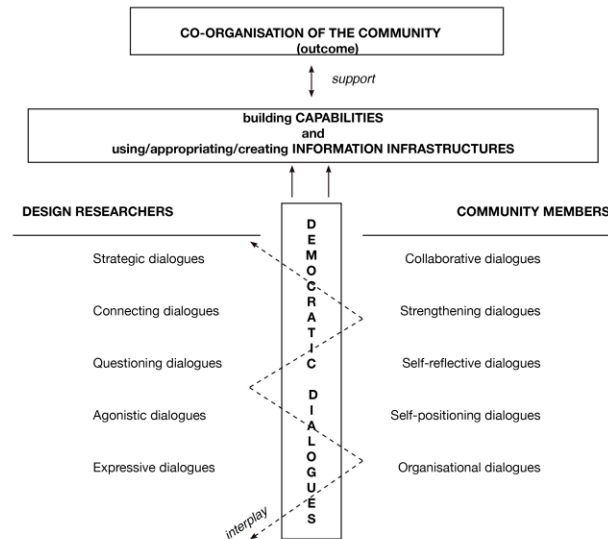 CO-ORGANISATION OF THE COMMUNITY
(outcome)
support
building CAPABILITIES
and
using/appropriating/creating INFORMATION INFRASTRUCTURES
DESIGN RESEARCHERS
COMMUNITY MEMBERS
DEMOCRATIC DIALOGUES
Strategic dialogues
Collaborative dialogues
Connecting dialogues
Strengthening dialogues
Questioning dialogues
Self-reflective dialogues
Agonistic dialogues
Self-positioning dialogues
Expressive dialogues
Organisational dialogues
interplay